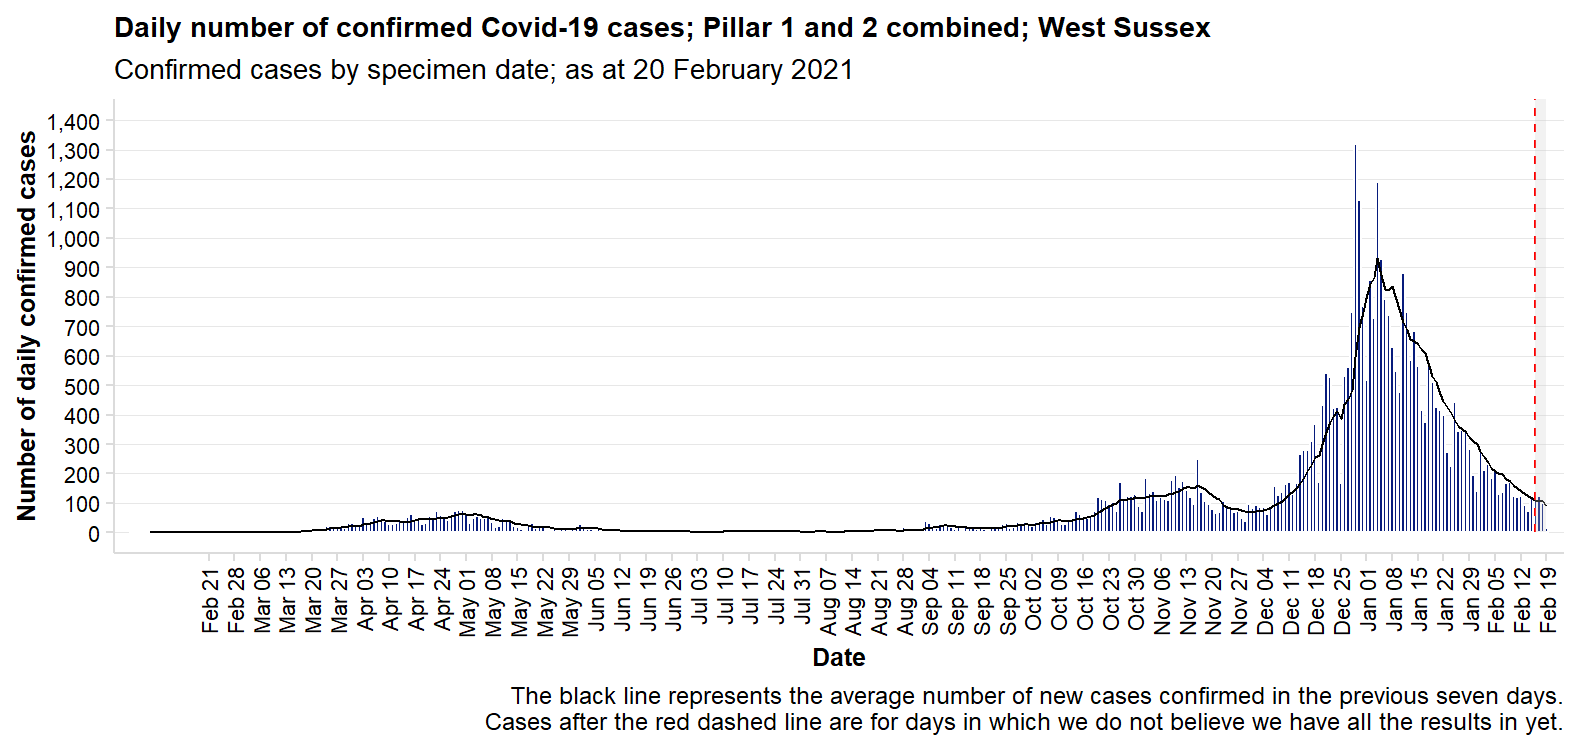 Daily number of confirmed Covid-19 cases; Pillar 1 and 2 combined; West Sussex
Confirmed cases by specimen date; as at 20 February 2021
Number of daily confirmed cases
1,400
1,300
1,200
1,100
1,000
900
800
700
600
500
400
300
200
100
0
Feb 21
Feb 28
Mar 06
Mar 13
Mar 20
Mar 27
Apr 03
Apr 10
Apr 17
Apr 24
May 01
May 08
May 15
May 22
May 29
Jun 05
Jun 12
Jun 19
Jun 26
Jul 03
Jul 10
Jul 17
Jul 24
Jul 31
Aug 07
Aug 14
Aug 21
Aug 28
Sep 04
Sep 11
Sep 18
Sep 25
Oct 02
Oct 09
Oct 16
Oct 23
Oct 30
Nov 06
Nov 13
Nov 20
Nov 27
Dec 04
Dec 11
Dec 18
Dec 25
Jan 01
Jan 08
Jan 15
Jan 22
Jan 29
Feb 05
Feb 12
Feb 19
Date
The black line represents the average number of new cases confirmed in the previous seven days.
Cases after the red dashed line are for days in which we do not believe we have all the results in yet.